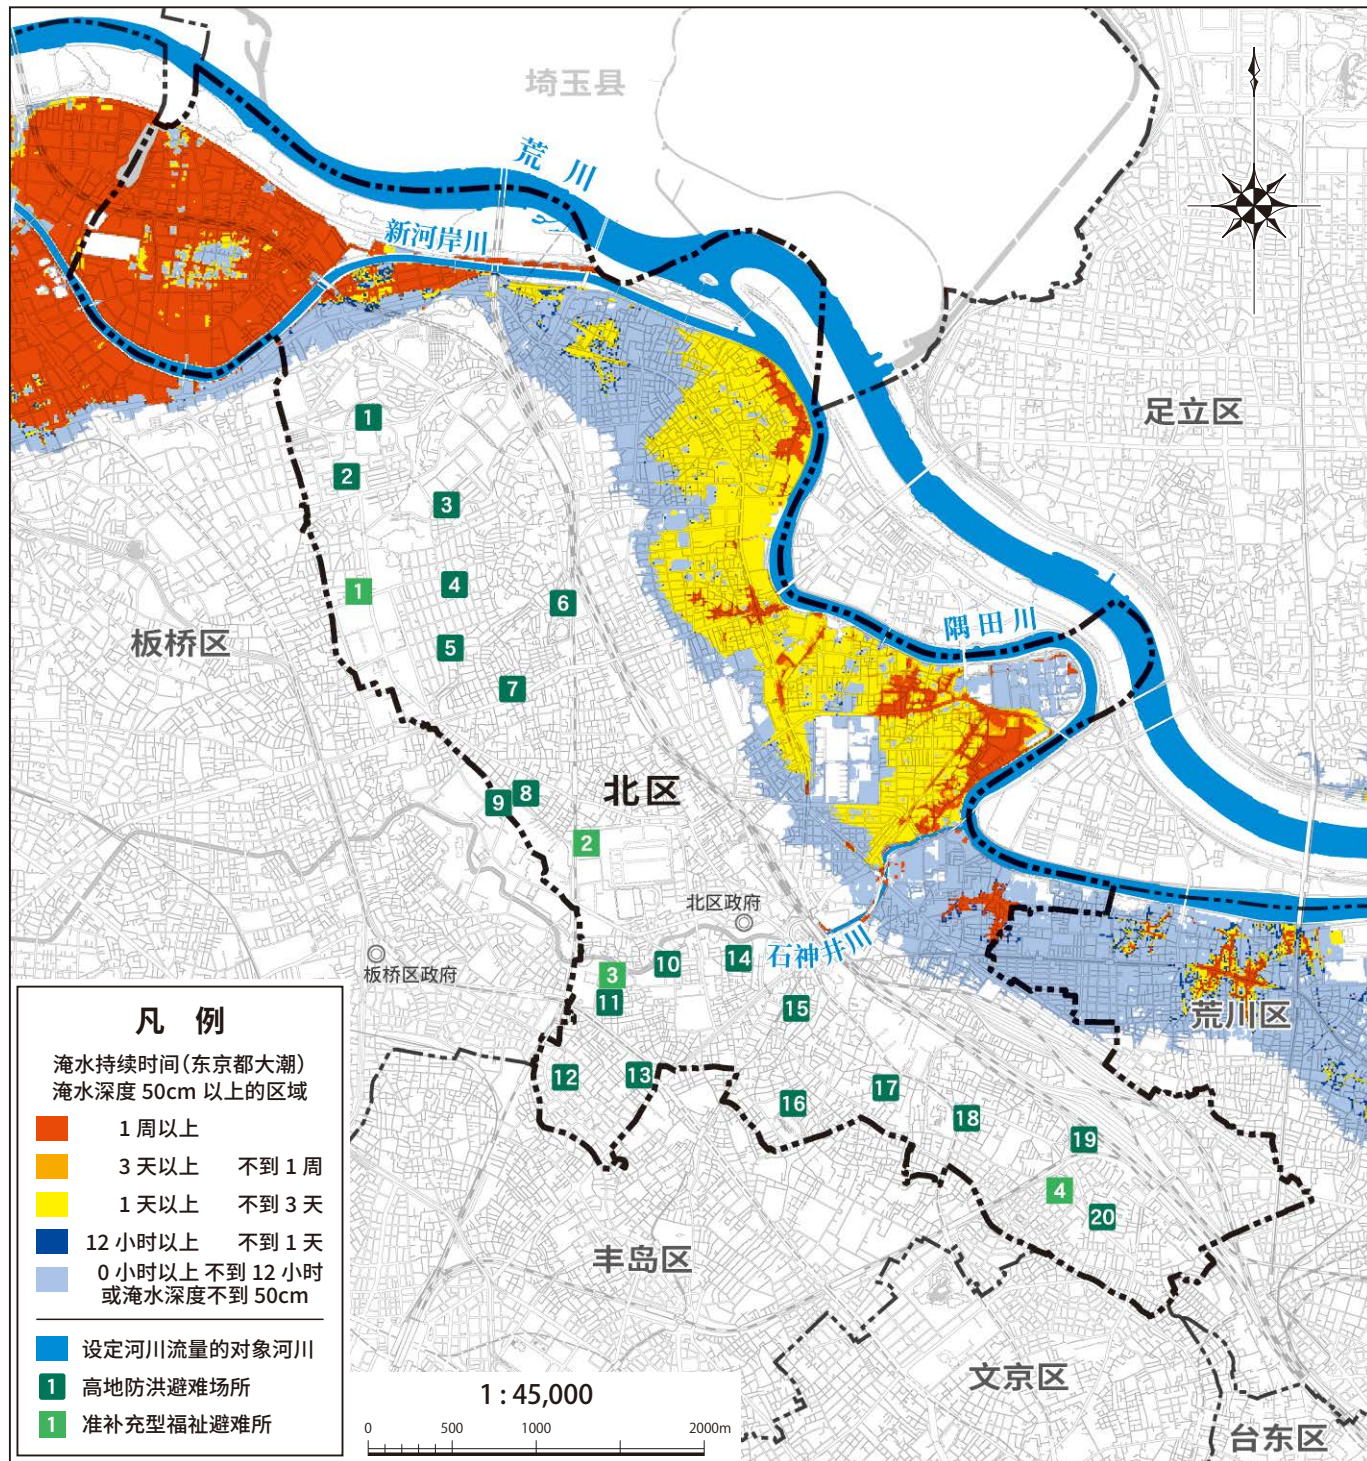 埼玉县
荒川
新河岸川
足立区
1
2
3
1
4
6
隅田川
板桥区
5
7
北区
9
8
2
北区政府
石神井川
板桥区政府
3
10
14
11
15
荒川区
12
13
16
17
18
19
4
20
丰岛区
文京区
台东区
凡 例
淹水持续时间(东京都大潮)
淹水深度 50cm 以上的区域
1 周以上
3 天以上 不到 1 周
1 天以上 不到 3 天
12 小时以上 不到 1 天
0 小时以上 不到 12 小时
或淹水深度不到 50cm
设定河川流量的对象河川
1 高地防洪避难场所
1 准补充型福祉避难所
1 : 45,000
0 500 1000 2000m